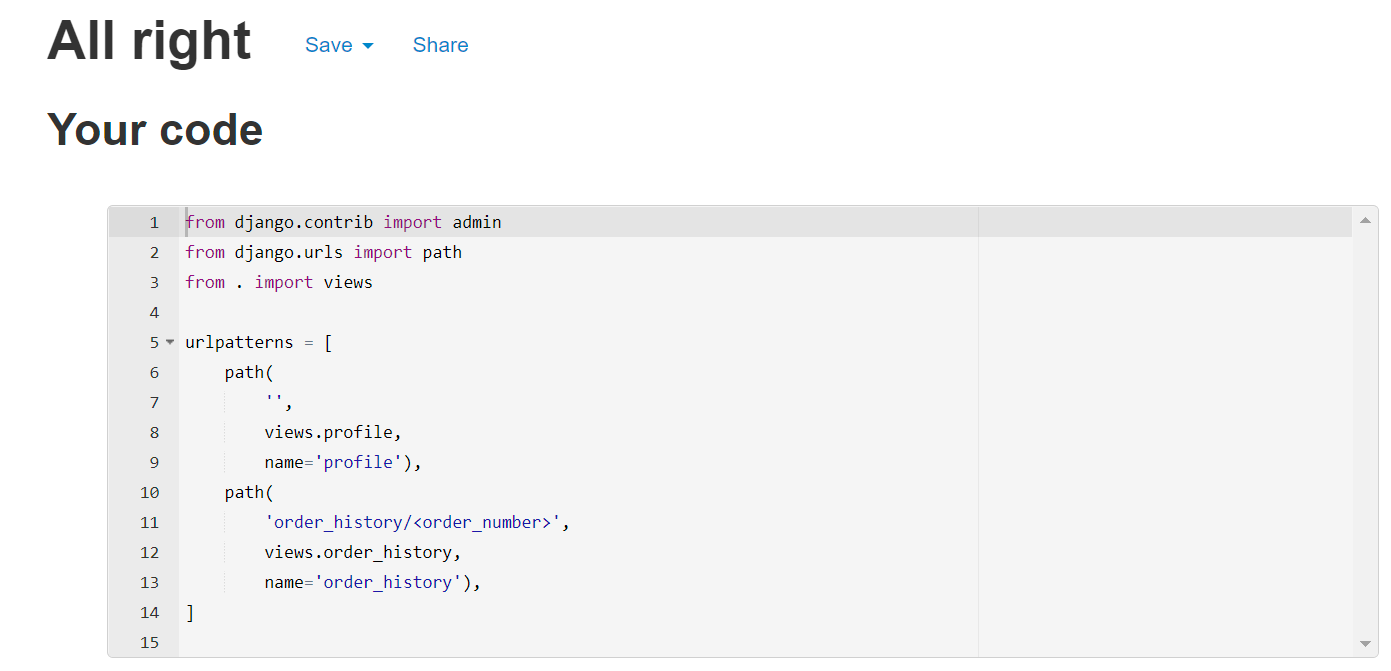 All right Save Share
Your code
1 from django.contrib import admin
2 from django.urls import path
3 from . import views
4
5 urlpatterns = [
6     path(
7         '',
8         views.profile,
9         name='profile'),
10     path(
11         'order_history/<order_number>',
12         views.order_history,
13         name='order_history'),
14 ]
15